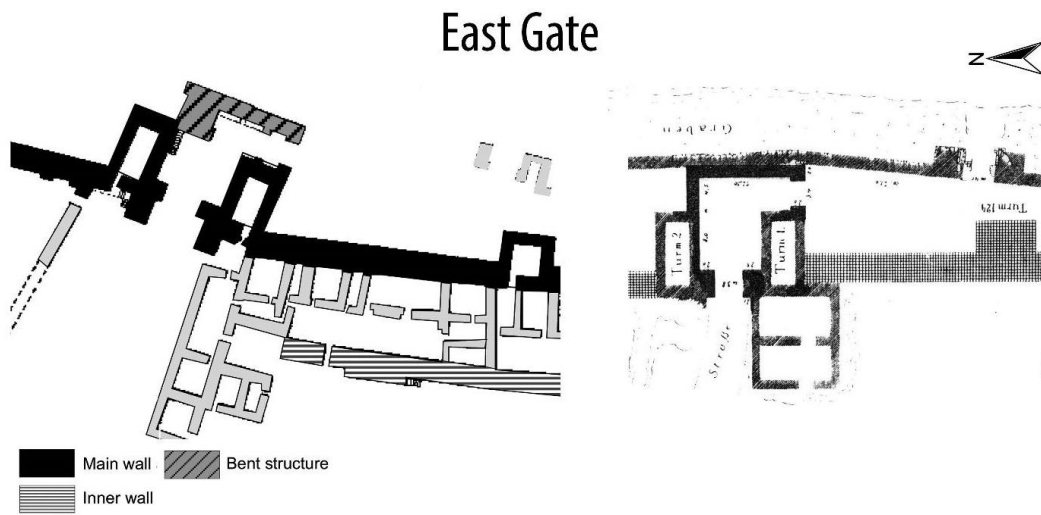 East Gate
N
Graben
Turm 124
Turm 2
Turm 1
Straße
Main wall
Bent structure
Inner wall